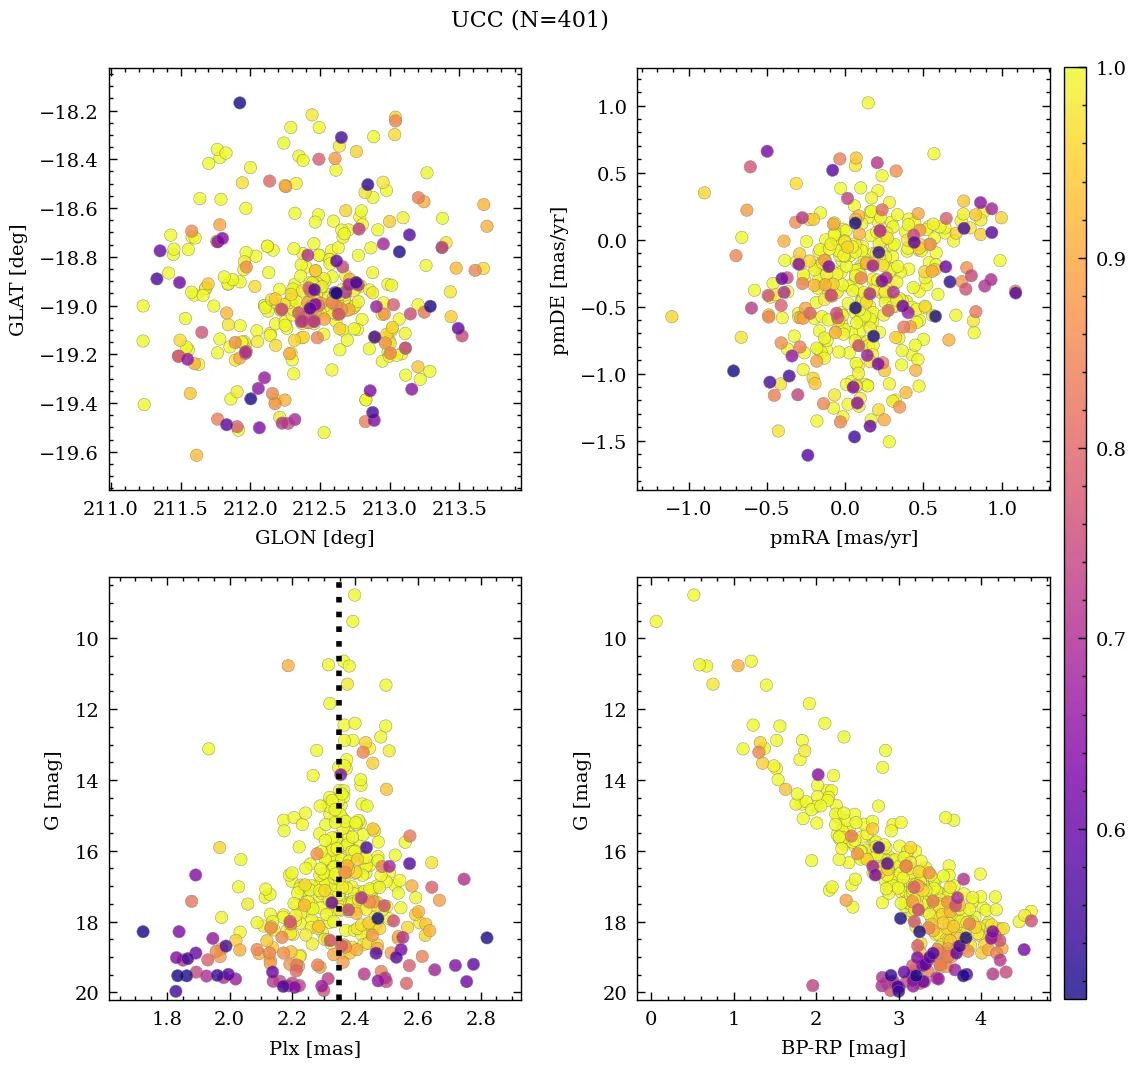 UCC (N=401)
−18.2
−18.4
−18.6
−18.8
−19.0
−19.2
−19.4
−19.6
GLAT [deg]
211.0 211.5 212.0 212.5 213.0 213.5
GLON [deg]
1.0
0.5
0.0
−0.5
−1.0
−1.5
pmDE [mas/yr]
−1.0 −0.5 0.0 0.5 1.0
pmRA [mas/yr]
1.0
0.9
0.8
0.7
0.6
10
12
14
16
18
20
G [mag]
1.8 2.0 2.2 2.4 2.6 2.8
Plx [mas]
10
12
14
16
18
20
G [mag]
0 1 2 3 4
BP-RP [mag]